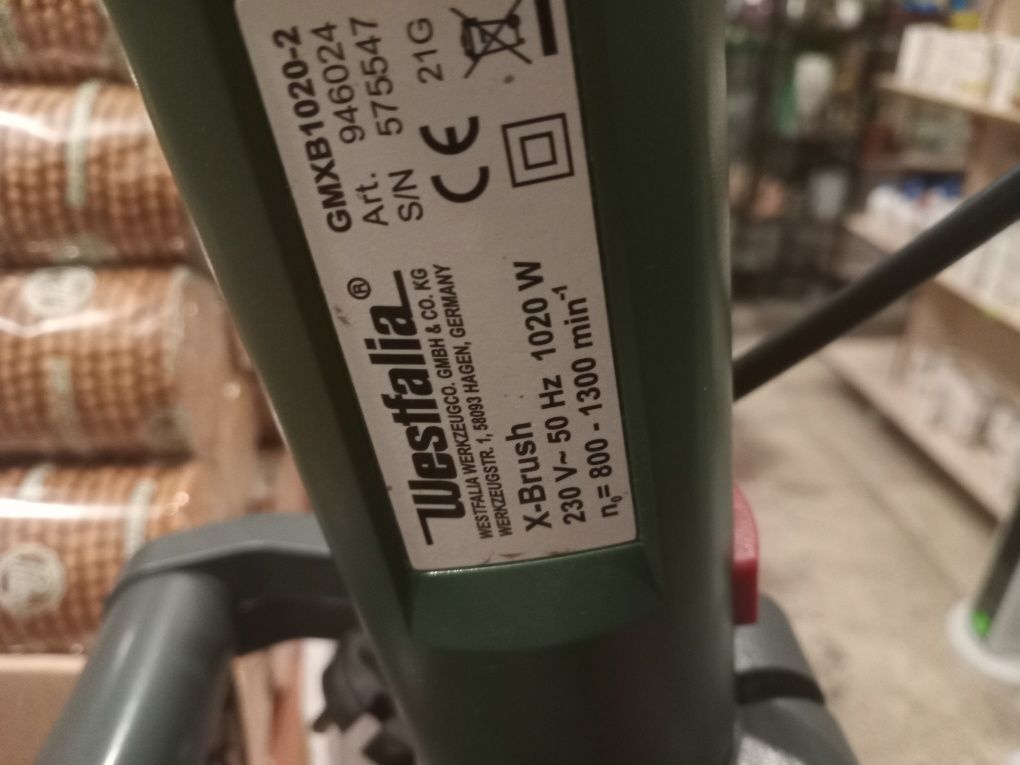 Westfalia®
WESTFALIA WERKZEUGCO. GMBH & CO. KG
WERKZEUGSTR. 1, 58093 HAGEN, GERMANY
GMXB1020-2
Art. 946024
S/N 575547
CE 21G
X-Brush
230 V~ 50 Hz 1020 W
n₀= 800 - 1300 min⁻¹